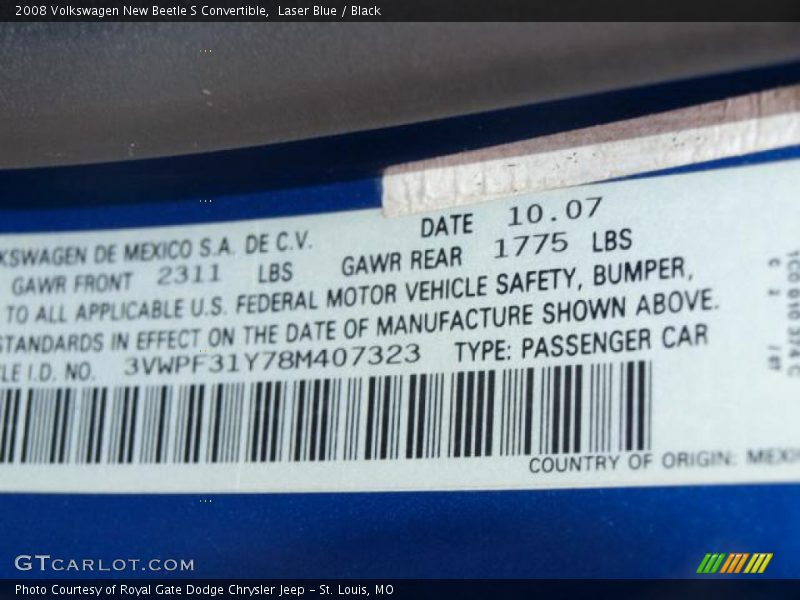 2008 Volkswagen New Beetle S Convertible,  Laser Blue / Black
DATE 10.07
KSWAGEN DE MEXICO S.A. DE C.V.
GAWR FRONT 2311 LBS GAWR REAR 1775 LBS
TO ALL APPLICABLE U.S. FEDERAL MOTOR VEHICLE SAFETY, BUMPER,
STANDARDS IN EFFECT ON THE DATE OF MANUFACTURE SHOWN ABOVE.
LE I.D. NO. 3VWPF31Y78M407323 TYPE: PASSENGER CAR
COUNTRY OF ORIGIN: MEXI
GTCARLOT.COM
Photo Courtesy of Royal Gate Dodge Chrysler Jeep - St. Louis, MO